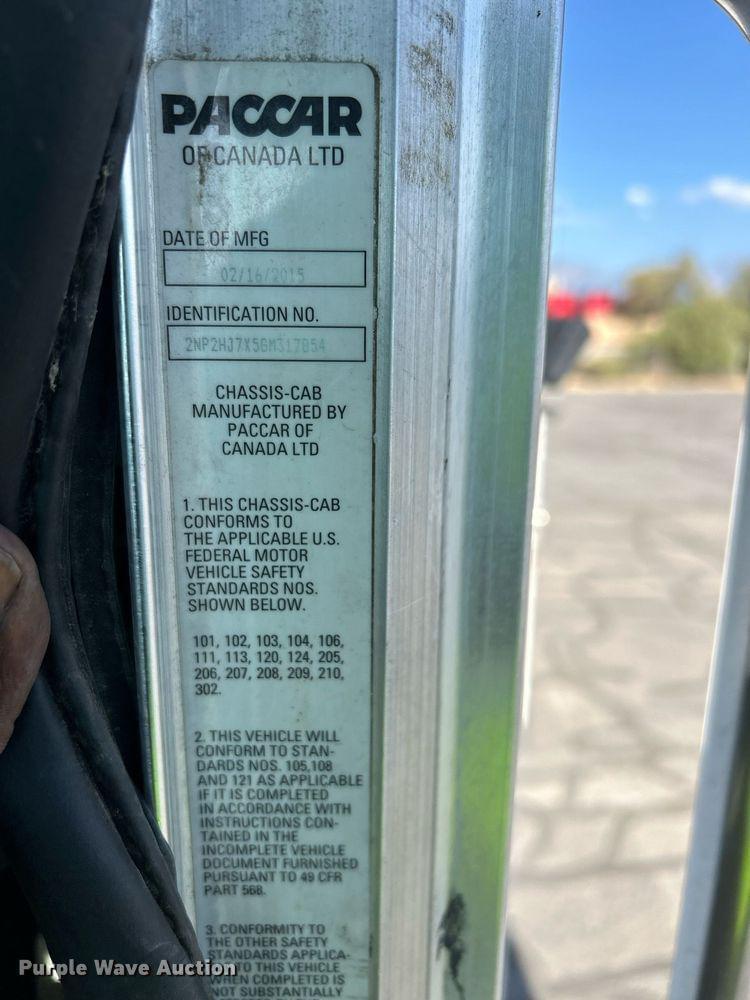 PACCAR
OF CANADA LTD
DATE OF MFG
02/16/2015
IDENTIFICATION NO.
2NP2HJ7X5GM317854
CHASSIS-CAB
MANUFACTURED BY
PACCAR OF
CANADA LTD
1. THIS CHASSIS-CAB
CONFORMS TO
THE APPLICABLE U.S.
FEDERAL MOTOR
VEHICLE SAFETY
STANDARDS NOS.
SHOWN BELOW.
101, 102, 103, 104, 106,
111, 113, 120, 124, 205,
206, 207, 208, 209, 210,
302.
2. THIS VEHICLE WILL
CONFORM TO STAN-
DARDS NOS. 105,108
AND 121 AS APPLICABLE
IF IT IS COMPLETED
IN ACCORDANCE WITH
INSTRUCTIONS CON-
TAINED IN THE
INCOMPLETE VEHICLE
DOCUMENT FURNISHED
PURSUANT TO 49 CFR
PART 568.
3. CONFORMITY TO
THE OTHER SAFETY
STANDARDS APPLICA-
TO THIS VEHICLE
WHEN COMPLETED IS
NOT SUBSTANTIALLY
Purple Wave Auction